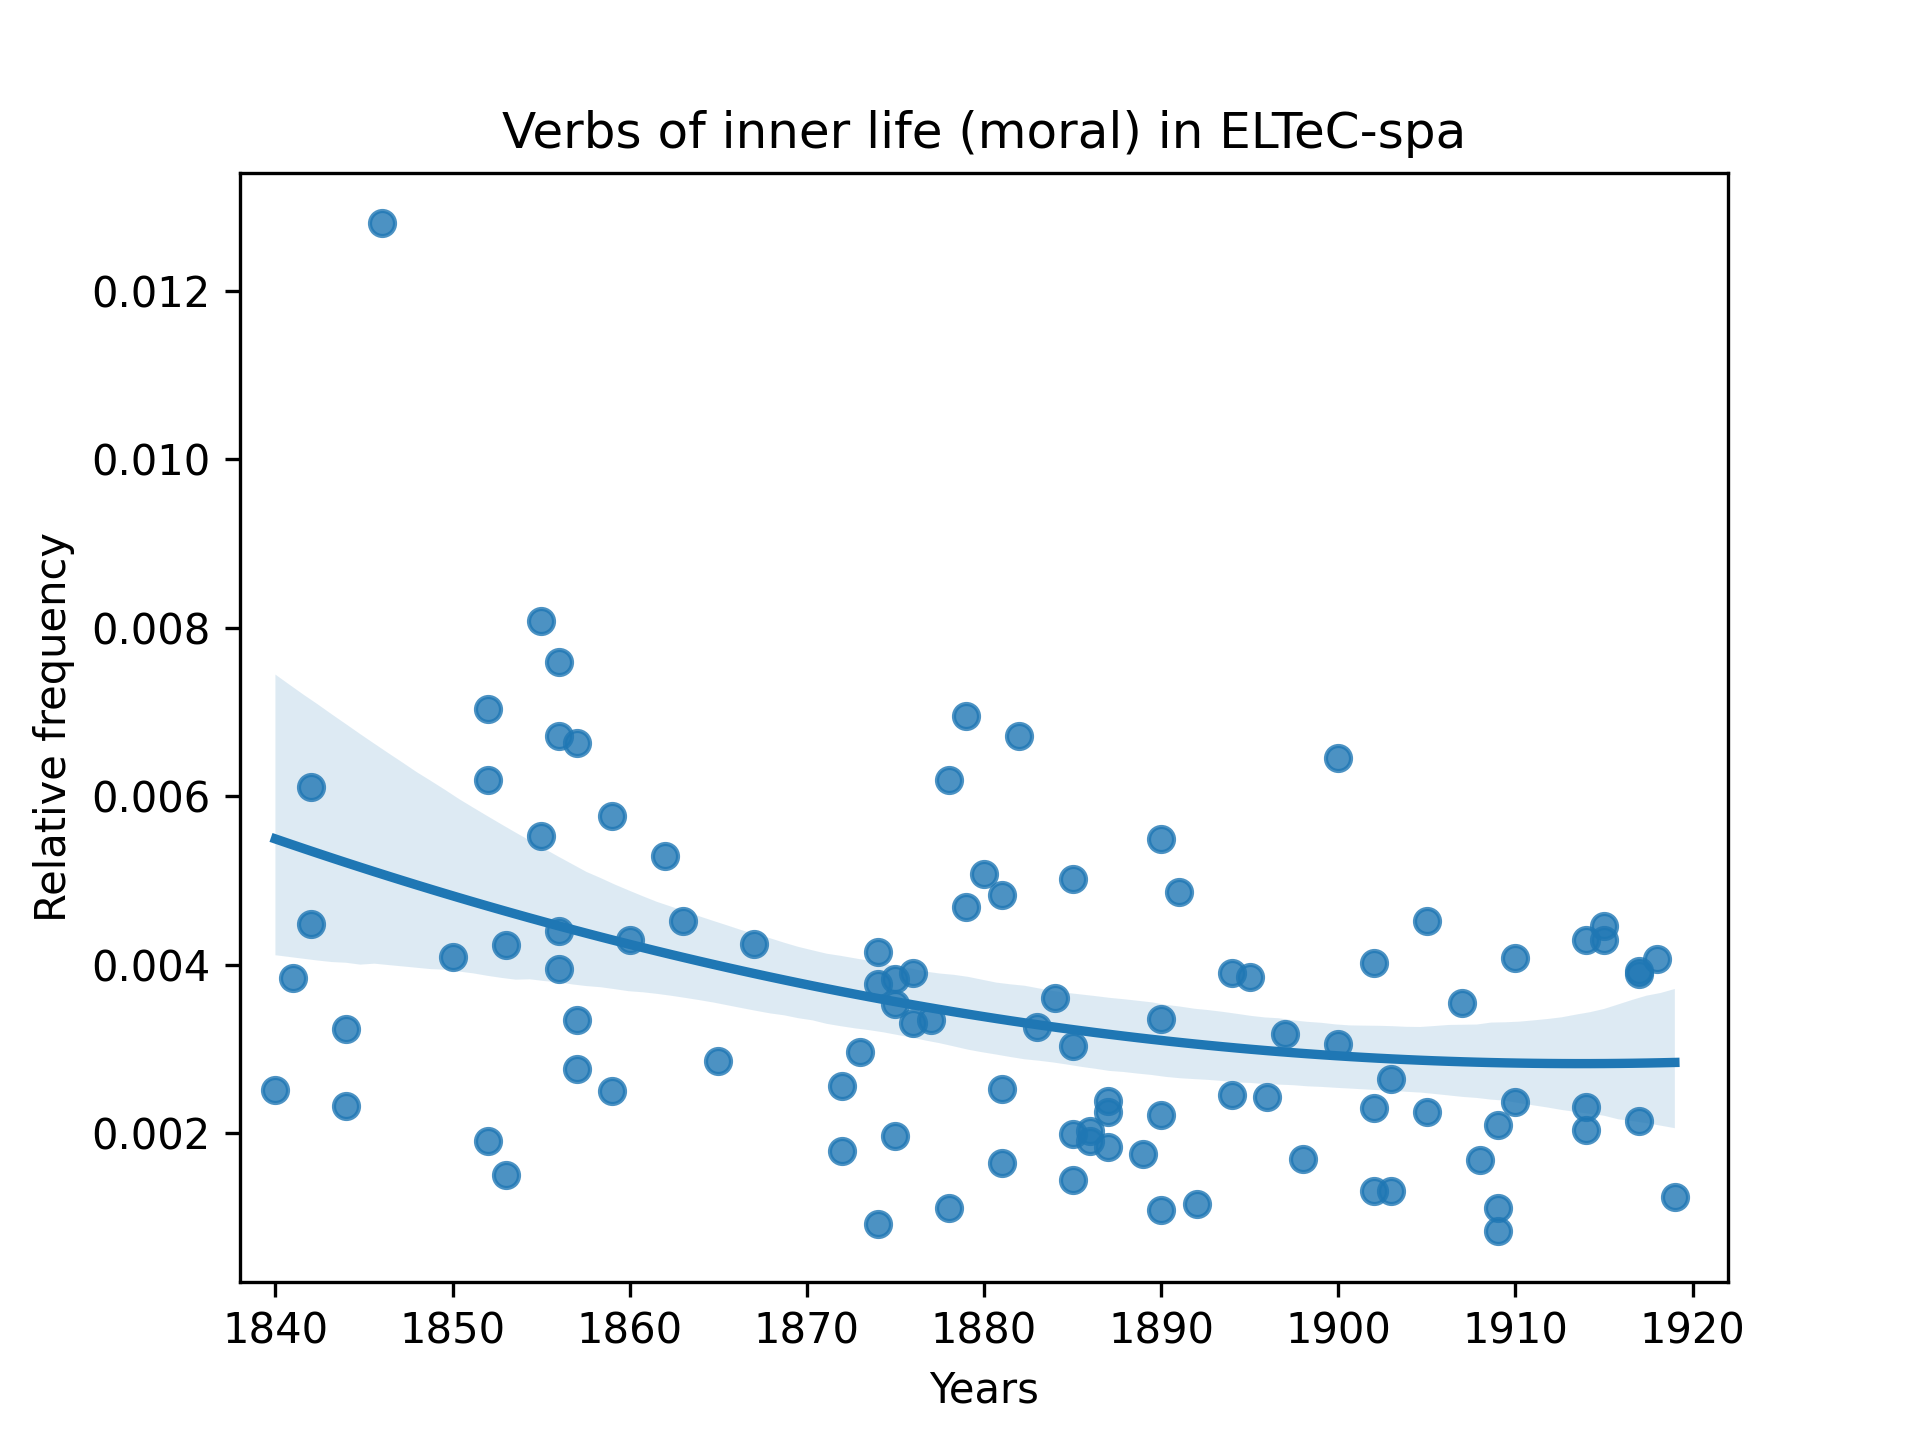 Verbs of inner life (moral) in ELTeC-spa
Relative frequency
0.012
0.010
0.008
0.006
0.004
0.002
1840 1850 1860 1870 1880 1890 1900 1910 1920
Years